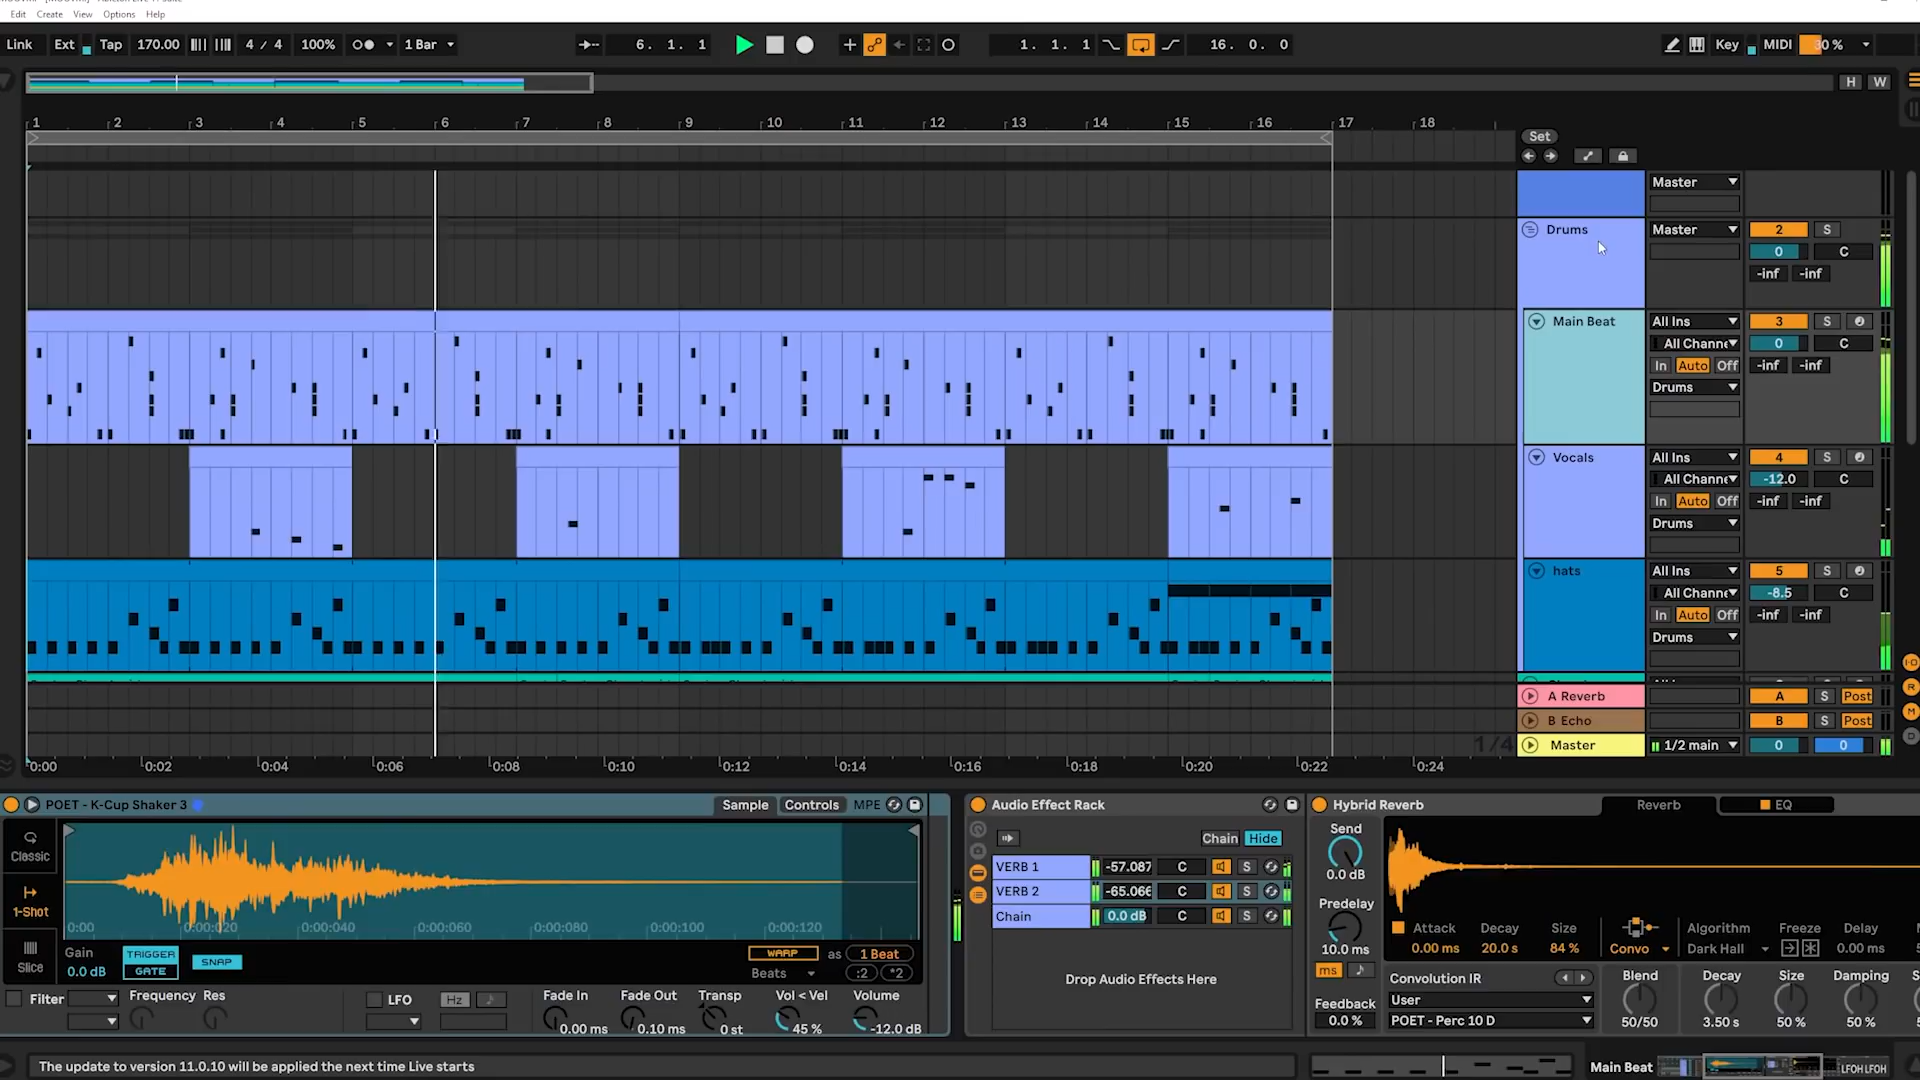 Edit Create View Options Help
Link Ext Tap 170.00 4 / 4 100% 1 Bar 6. 1. 1 1. 1. 1 16. 0. 0 Key MIDI 30 %
H W
1 2 3 4 5 6 7 8 9 10 11 12 13 14 15 16 17 18
Set
Master
Drums Master 2 S
0 C
-inf -inf
Main Beat All Ins 3 S
All Channe 0 C
In Auto Off -inf -inf
Drums
Vocals All Ins 4 S
All Channe -12.0 C
In Auto Off -inf -inf
Drums
hats All Ins 5 S
All Channe -8.5 C
In Auto Off -inf -inf
Drums
A Reverb A S Post
B Echo B S Post
1/4 Master 1/2 main 0 0
0:00 0:02 0:04 0:06 0:08 0:10 0:12 0:14 0:16 0:18 0:20 0:22 0:24
POET - K-Cup Shaker 3 Sample Controls MPE Audio Effect Rack Hybrid Reverb Reverb EQ
Classic
1-Shot
Slice
0:00 0:00:020 0:00:040 0:00:060 0:00:080 0:00:100 0:00:120
Gain
0.0 dB
TRIGGER
GATE
SNAP
WARP as 1 Beat
Beats :2 *2
Filter Frequency Res LFO Hz Fade In Fade Out Transp Vol < Vel Volume
0.00 ms 0.10 ms 0 st 45 % -12.0 dB
Chain Hide
VERB 1 -57.087 C S
VERB 2 -65.066 C S
Chain 0.0 dB C S
Drop Audio Effects Here
Send
0.0 dB
Predelay
10.0 ms
ms
Feedback
0.0 %
Attack Decay Size Algorithm Freeze Delay
0.00 ms 20.0 s 84 % Convo Dark Hall 0.00 ms
Convolution IR
User
POET - Perc 10 D
Blend Decay Size Damping
50/50 3.50 s 50 % 50 %
The update to version 11.0.10 will be applied the next time Live starts
Main Beat
LFOH LFOH